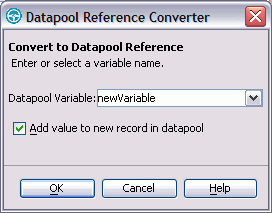 Datapool Reference Converter
Convert to Datapool Reference
Enter or select a variable name.
Datapool Variable: newVariable
Add value to new record in datapool
OK Cancel Help